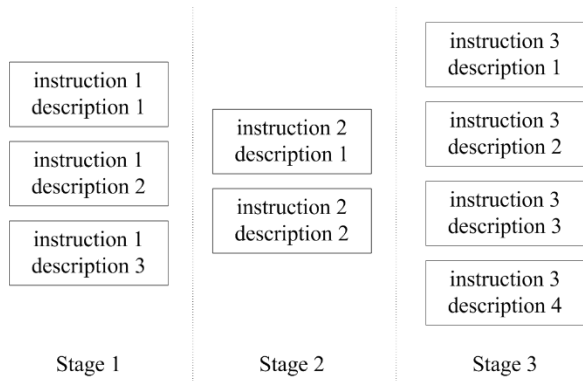 instruction 1
description 1
instruction 1
description 2
instruction 1
description 3
Stage 1
instruction 2
description 1
instruction 2
description 2
Stage 2
instruction 3
description 1
instruction 3
description 2
instruction 3
description 3
instruction 3
description 4
Stage 3